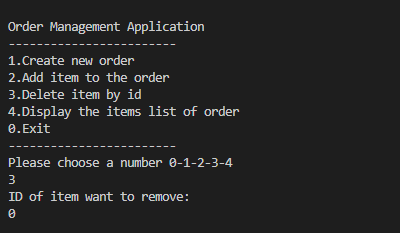 Order Management Application
------------------------
1.Create new order
2.Add item to the order
3.Delete item by id
4.Display the items list of order
0.Exit
------------------------
Please choose a number 0-1-2-3-4
3
ID of item want to remove:
0